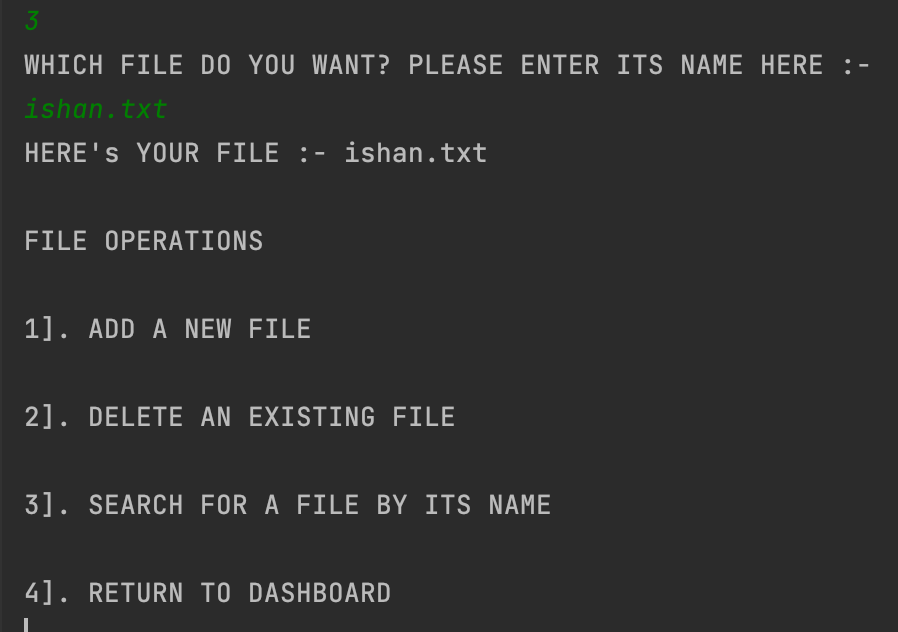 3
WHICH FILE DO YOU WANT? PLEASE ENTER ITS NAME HERE :-
ishan.txt
HERE's YOUR FILE :- ishan.txt
FILE OPERATIONS
1]. ADD A NEW FILE
2]. DELETE AN EXISTING FILE
3]. SEARCH FOR A FILE BY ITS NAME
4]. RETURN TO DASHBOARD